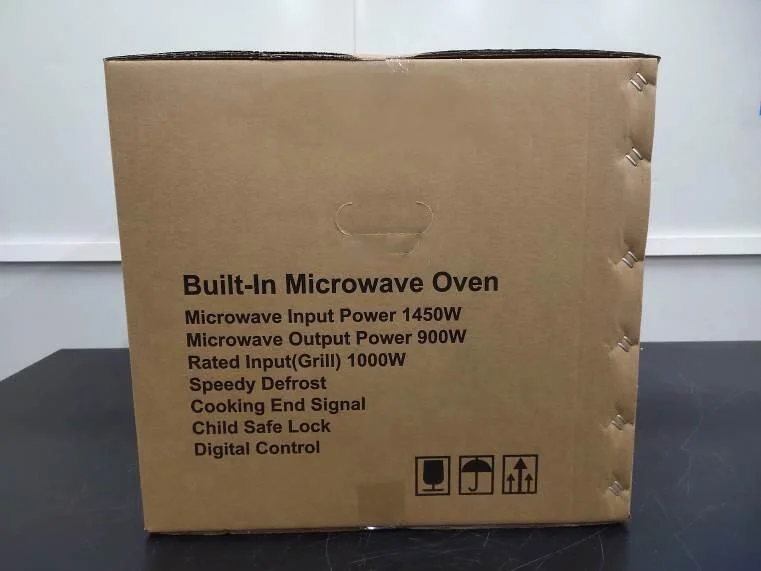 Built-In Microwave Oven
Microwave Input Power 1450W
Microwave Output Power 900W
Rated Input(Grill) 1000W
Speedy Defrost
Cooking End Signal
Child Safe Lock
Digital Control